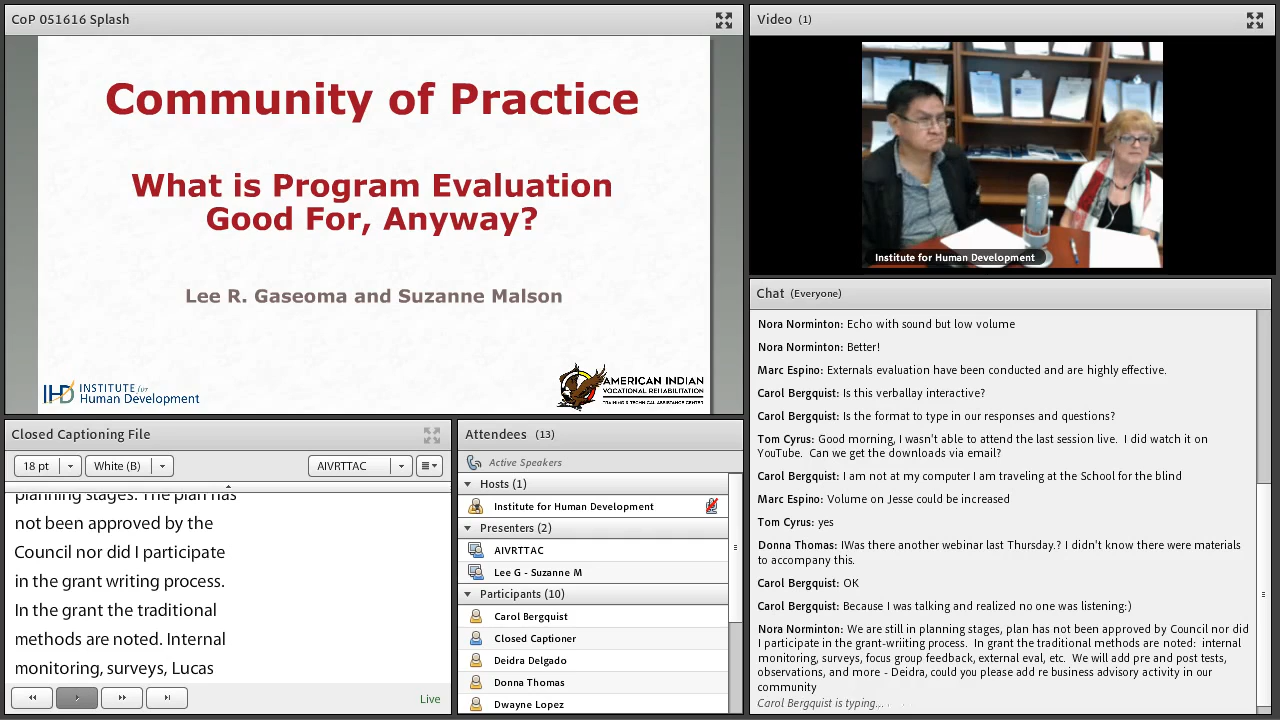 CoP 051616 Splash
Community of Practice
What is Program Evaluation
Good For, Anyway?
Lee R. Gaseoma and Suzanne Malson
IHD INSTITUTE for
Human Development
AMERICAN INDIAN
VOCATIONAL REHABILITATION
TRAINING & TECHNICAL ASSISTANCE CENTER
Video (1)
Institute for Human Development
Chat (Everyone)
Nora Norminton: Echo with sound but low volume
Nora Norminton: Better!
Marc Espino: Externals evaluation have been conducted and are highly effective.
Carol Bergquist: Is this verballay interactive?
Carol Bergquist: Is the format to type in our responses and questions?
Tom Cyrus: Good morning, I wasn't able to attend the last session live. I did watch it on
YouTube. Can we get the downloads via email?
Carol Bergquist: I am not at my computer I am traveling at the School for the blind
Marc Espino: Volume on Jesse could be increased
Tom Cyrus: yes
Donna Thomas: IWas there another webinar last Thursday.? I didn't know there were materials
to accompany this.
Carol Bergquist: OK
Carol Bergquist: Because I was talking and realized no one was listening:)
Nora Norminton: We are still in planning stages, plan has not been approved by Council nor did
I participate in the grant-wriiting process. In grant the traditional methods are noted: internal
monitoring, surveys, focus group feedback, external eval, etc. We will add pre and post tests,
observations, and more - Deidra, could you please add re business advisory activity in our
community
Carol Bergquist is typing...
Closed Captioning File
18 pt
White (B)
AIVRTTAC
planning stages. The plan has
not been approved by the
Council nor did I participate
in the grant writing process.
In the grant the traditional
methods are noted. Internal
monitoring, surveys, Lucas
Live
Attendees (13)
Active Speakers
Hosts (1)
Institute for Human Development
Presenters (2)
AIVRTTAC
Lee G - Suzanne M
Participants (10)
Carol Bergquist
Closed Captioner
Deidra Delgado
Donna Thomas
Dwayne Lopez